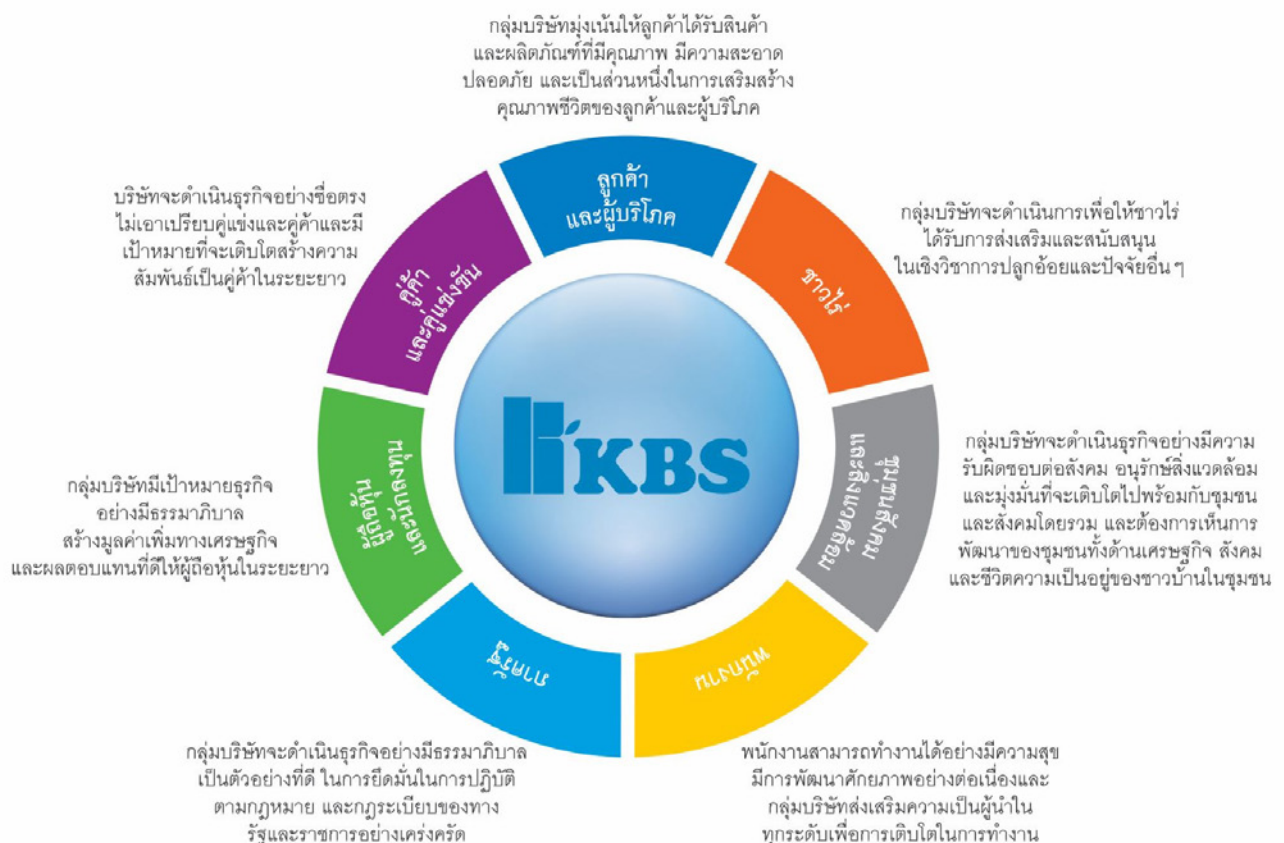 กลุ่มบริษัทมุ่งเน้นให้ลูกค้าได้รับสินค้า
และผลิตภัณฑ์ที่มีคุณภาพ มีความสะอาด
ปลอดภัย และเป็นส่วนหนึ่งในการเสริมสร้าง
คุณภาพชีวิตของลูกค้าและผู้บริโภค
ลูกค้า
และผู้บริโภค
กลุ่มบริษัทจะดำเนินการเพื่อให้ชาวไร่
ได้รับการส่งเสริมและสนับสนุน
ในเชิงวิชาการปลูกอ้อยและปัจจัยอื่นๆ
ชาวไร่
กลุ่มบริษัทจะดำเนินธุรกิจอย่างมีความ
รับผิดชอบต่อสังคม อนุรักษ์สิ่งแวดล้อม
และมุ่งมั่นที่จะเติบโตไปพร้อมกับชุมชน
และสังคมโดยรวม และต้องการเห็นการ
พัฒนาของชุมชนทั้งด้านเศรษฐกิจ สังคม
และชีวิตความเป็นอยู่ของชาวบ้านในชุมชน
ชุมชนสังคม
และสิ่งแวดล้อม
พนักงาน
พนักงานสามารถทำงานได้อย่างมีความสุข
มีการพัฒนาศักยภาพอย่างต่อเนื่องและ
กลุ่มบริษัทส่งเสริมความเป็นผู้นำใน
ทุกระดับเพื่อการเติบโตในการทำงาน
ภาครัฐ
กลุ่มบริษัทจะดำเนินธุรกิจอย่างมีธรรมาภิบาล
เป็นตัวอย่างที่ดี ในการยึดมั่นในการปฏิบัติ
ตามกฎหมาย และกฎระเบียบของทาง
รัฐและราชการอย่างเคร่งครัด
ผู้ถือหุ้น
และนักลงทุน
กลุ่มบริษัทมีเป้าหมายธุรกิจ
อย่างมีธรรมาภิบาล
สร้างมูลค่าเพิ่มทางเศรษฐกิจ
และผลตอบแทนที่ดีให้ผู้ถือหุ้นในระยะยาว
คู่ค้า
และคู่แข่งขัน
บริษัทจะดำเนินธุรกิจอย่างซื่อตรง
ไม่เอาเปรียบคู่แข่งและคู่ค้าและมี
เป้าหมายที่จะเติบโตสร้างความ
สัมพันธ์เป็นคู่ค้าในระยะยาว
KBS